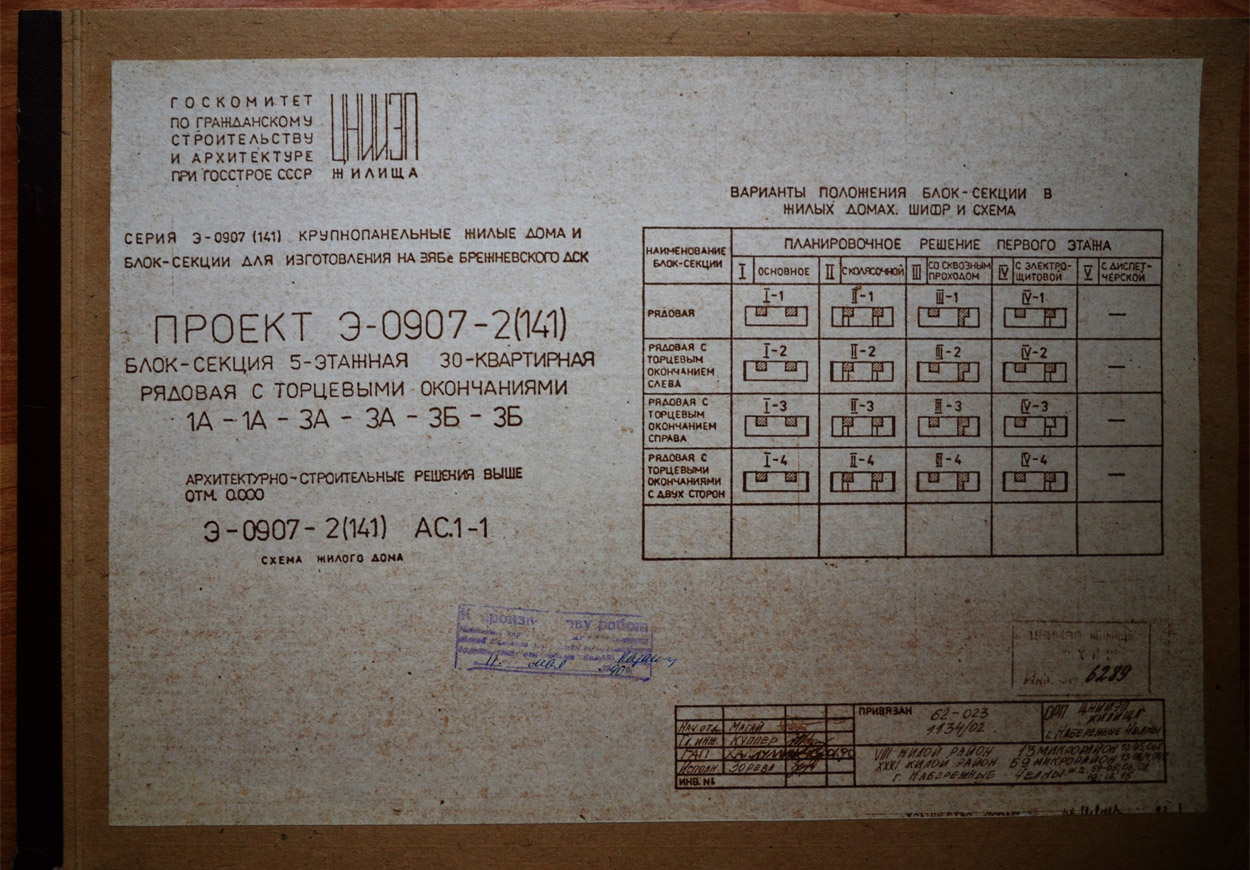 ГОСКОМИТЕТ
ПО ГРАЖДАНСКОМУ
СТРОИТЕЛЬСТВУ
И АРХИТЕКТУРЕ
ПРИ ГОССТРОЕ СССР
ЦНИИЭП
ЖИЛИЩА
СЕРИЯ Э-0907 (141) КРУПНОПАНЕЛЬНЫЕ ЖИЛЫЕ ДОМА И
БЛОК-СЕКЦИИ ДЛЯ ИЗГОТОВЛЕНИЯ НА ЗЯБе БРЕЖНЕВСКОГО ДСК
ПРОЕКТ Э-0907-2(141)
БЛОК-СЕКЦИЯ 5-ЭТАЖНАЯ 30-КВАРТИРНАЯ
РЯДОВАЯ С ТОРЦЕВЫМИ ОКОНЧАНИЯМИ
1А - 1А - 3А - 3А - 3Б - 3Б
АРХИТЕКТУРНО-СТРОИТЕЛЬНЫЕ РЕШЕНИЯ ВЫШЕ
ОТМ. 0.000
Э-0907-2(141) АС.1-1
СХЕМА ЖИЛОГО ДОМА
ВАРИАНТЫ ПОЛОЖЕНИЯ БЛОК-СЕКЦИИ В
ЖИЛЫХ ДОМАХ. ШИФР И СХЕМА
НАИМЕНОВАНИЕ
БЛОК-СЕКЦИИ
ПЛАНИРОВОЧНОЕ РЕШЕНИЕ ПЕРВОГО ЭТАЖА
I ОСНОВНОЕ
II С КОЛЯСОЧНОЙ
III СО СКВОЗНЫМ
ПРОХОДОМ
IV С ЭЛЕКТРО-
ЩИТОВОЙ
V С ДИСПЕТ-
ЧЕРСКОЙ
РЯДОВАЯ
I-1 II-1 III-1 IV-1 —
РЯДОВАЯ С
ТОРЦЕВЫМ
ОКОНЧАНИЕМ
СЛЕВА
I-2 II-2 III-2 IV-2 —
РЯДОВАЯ С
ТОРЦЕВЫМ
ОКОНЧАНИЕМ
СПРАВА
I-3 II-3 III-3 IV-3 —
РЯДОВАЯ С
ТОРЦЕВЫМИ
ОКОНЧАНИЯМИ
С ДВУХ СТОРОН
I-4 II-4 III-4 IV-4 —
работ
6289
НАЧ. ОТД. МАГАЙ
ГЛ. ИНЖ. КУППЕР
ГАП
ИСПОЛН. ЗОРЕВА
ИНВ. №
ПРИВЯЗАН
62-023
1134/02
ОРП ЦНИИЭП
ЖИЛИЩА
г. НАБЕРЕЖНЫЕ ЧЕЛНЫ
VIII ЖИЛОЙ РАЙОН 13 МИКРОРАЙОН
XXXI ЖИЛОЙ РАЙОН 59 МИКРОРАЙОН
г. НАБЕРЕЖНЫЕ ЧЕЛНЫ